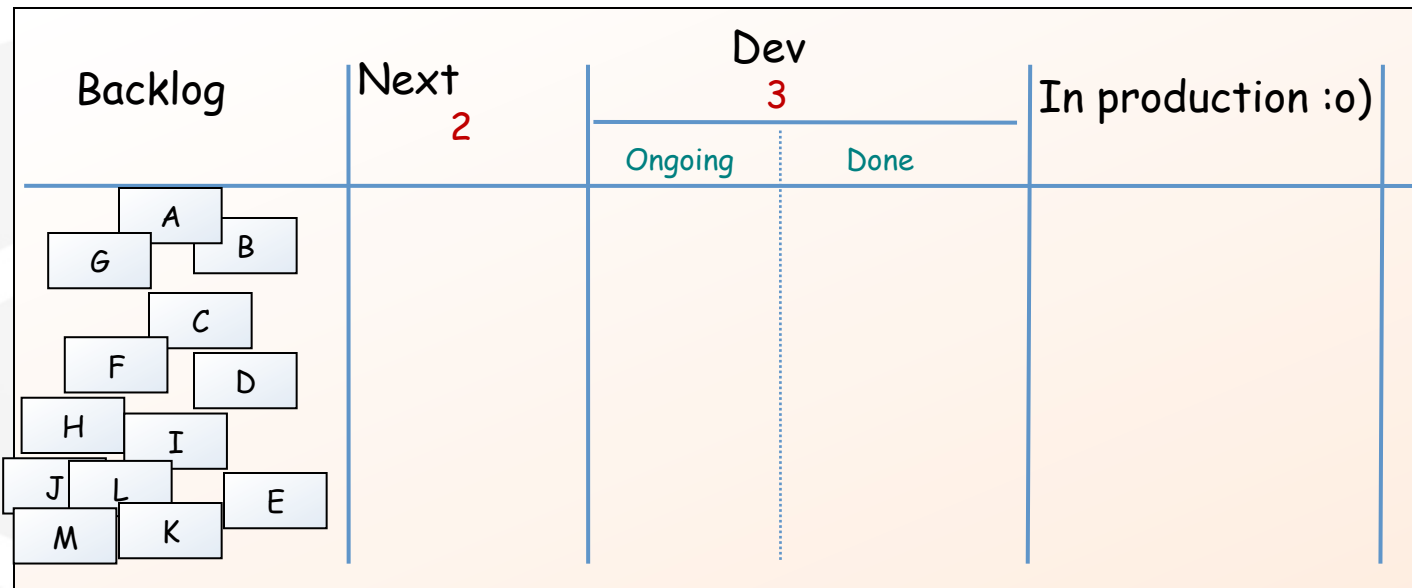 Backlog
Next
2
Dev
3
In production :o)
Ongoing
Done
A
B
G
C
F
D
H
I
J
L
E
M
K